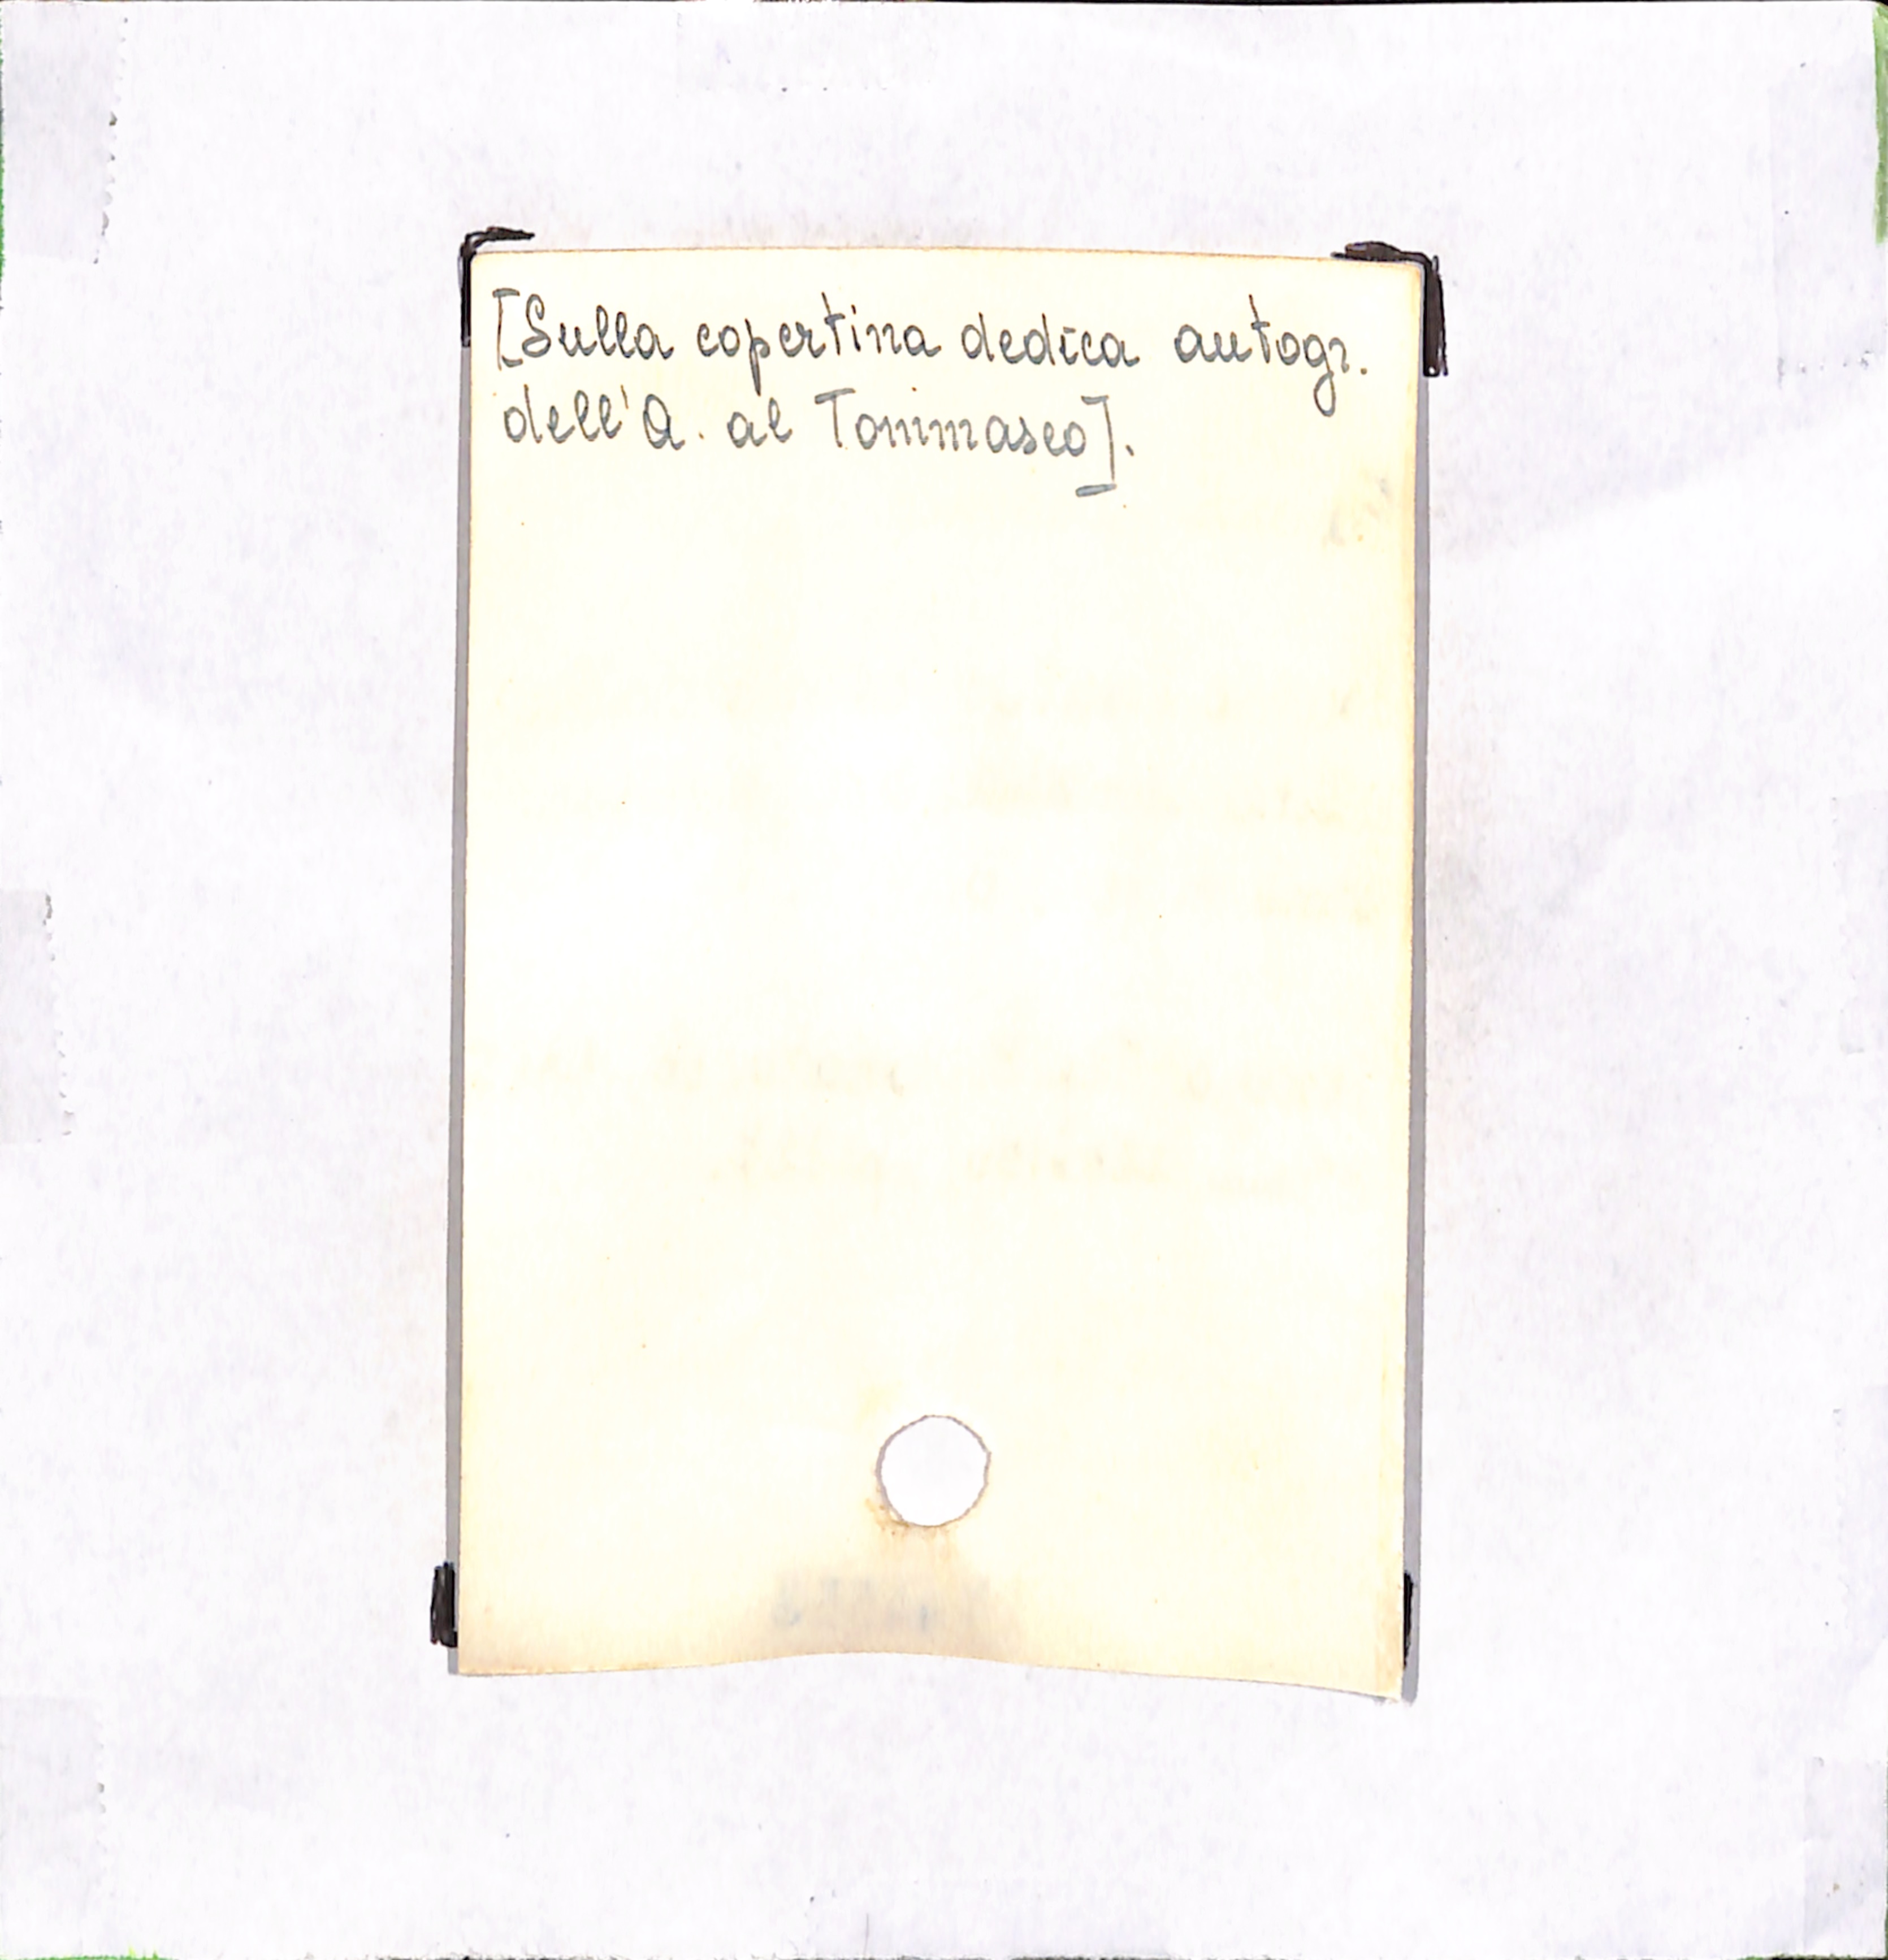 [Sulla copertina dedica autogr.
dell'A. al Tommaseo].